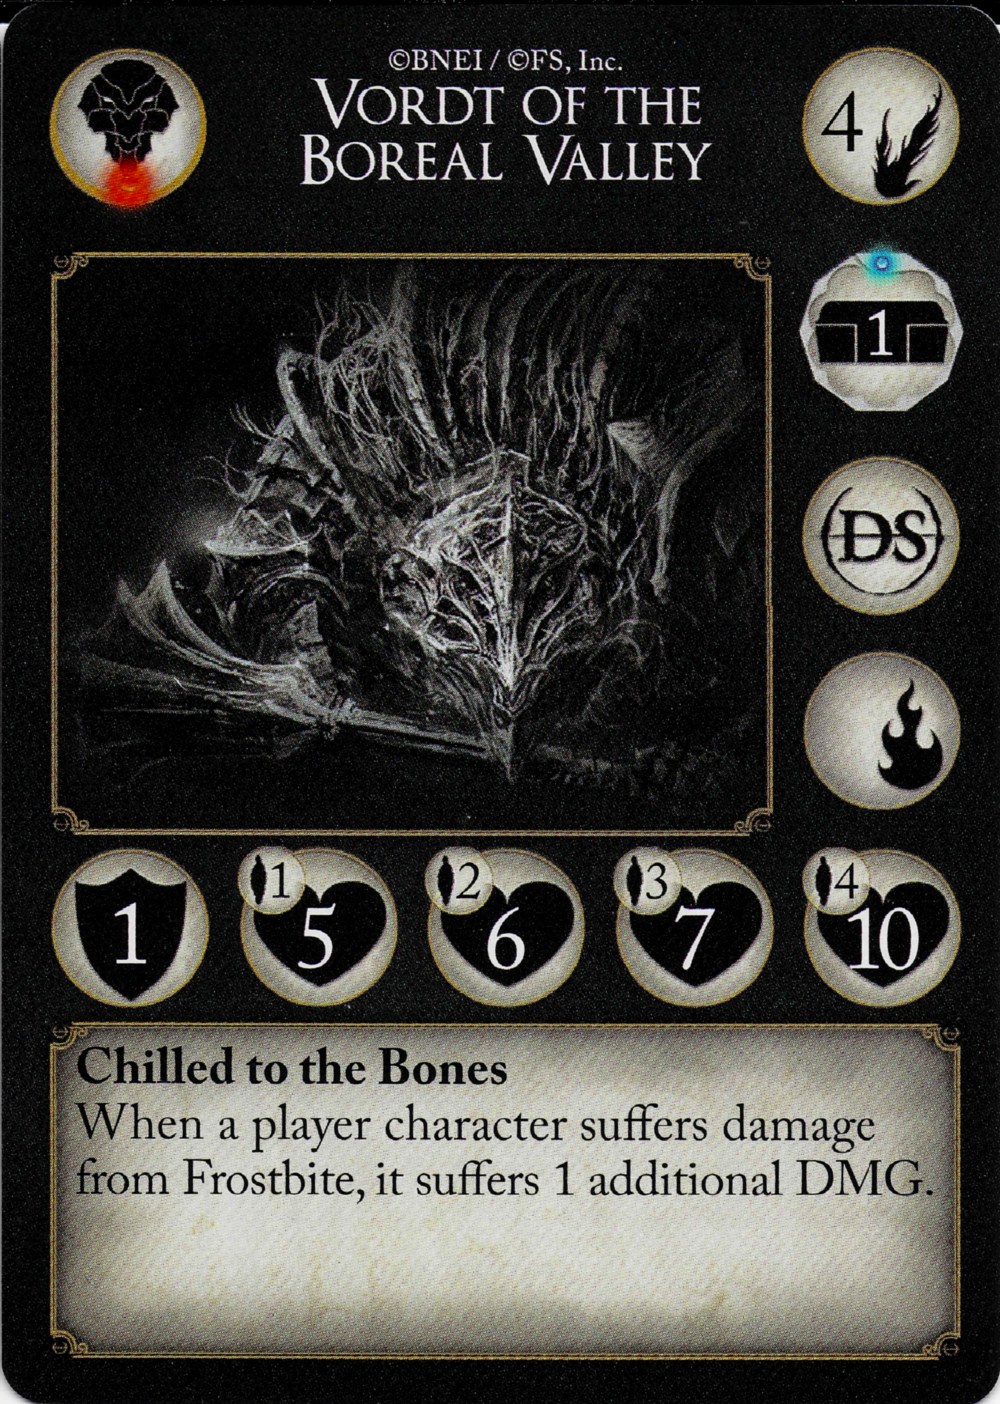 ©BNEI / ©FS, Inc.
VORDT OF THE
BOREAL VALLEY
4
1
DS
1
1
5
2
6
3
7
4
10
Chilled to the Bones
When a player character suffers damage
from Frostbite, it suffers 1 additional DMG.